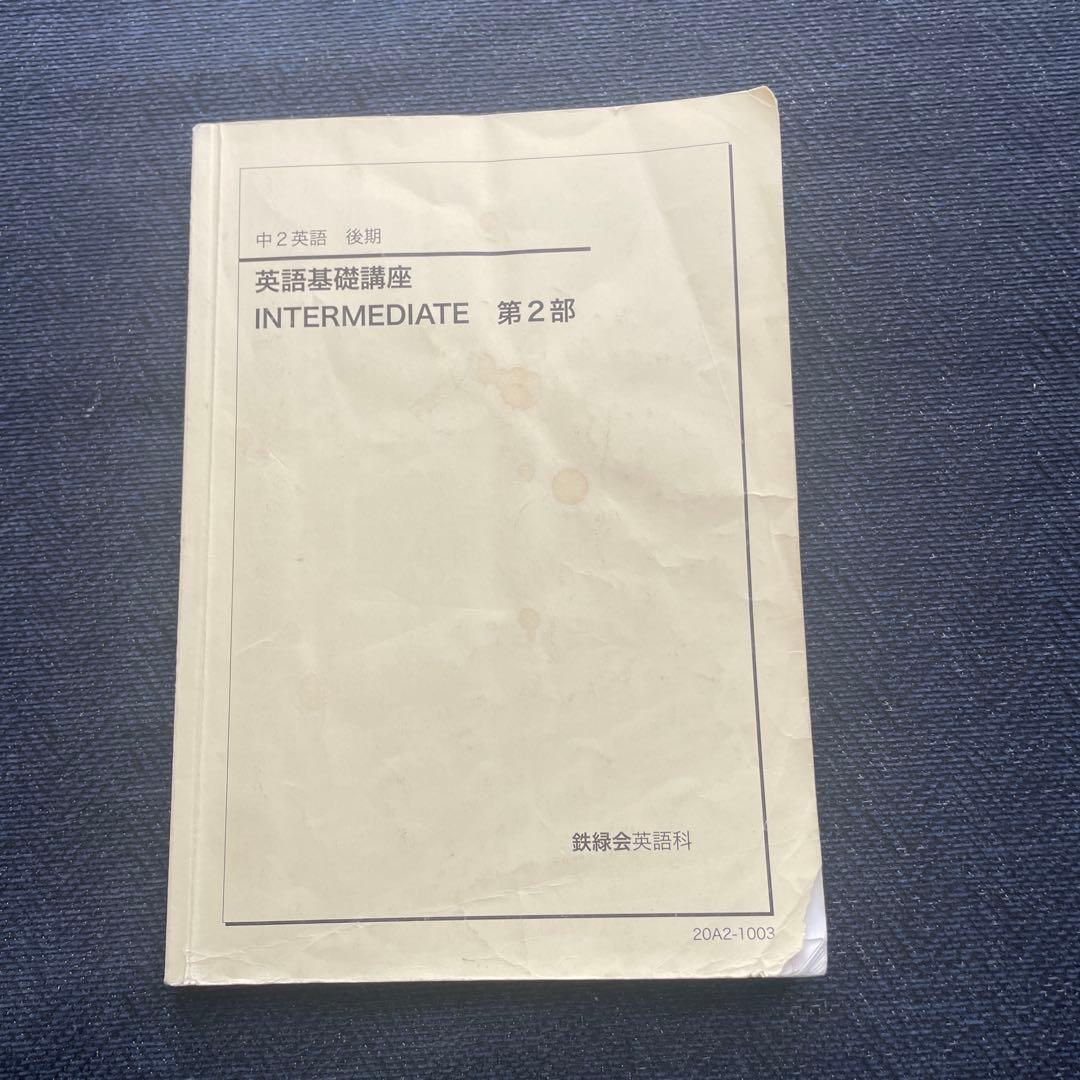 中２英語　後期
英語基礎講座
INTERMEDIATE　第２部
鉄緑会英語科
20A2-1003